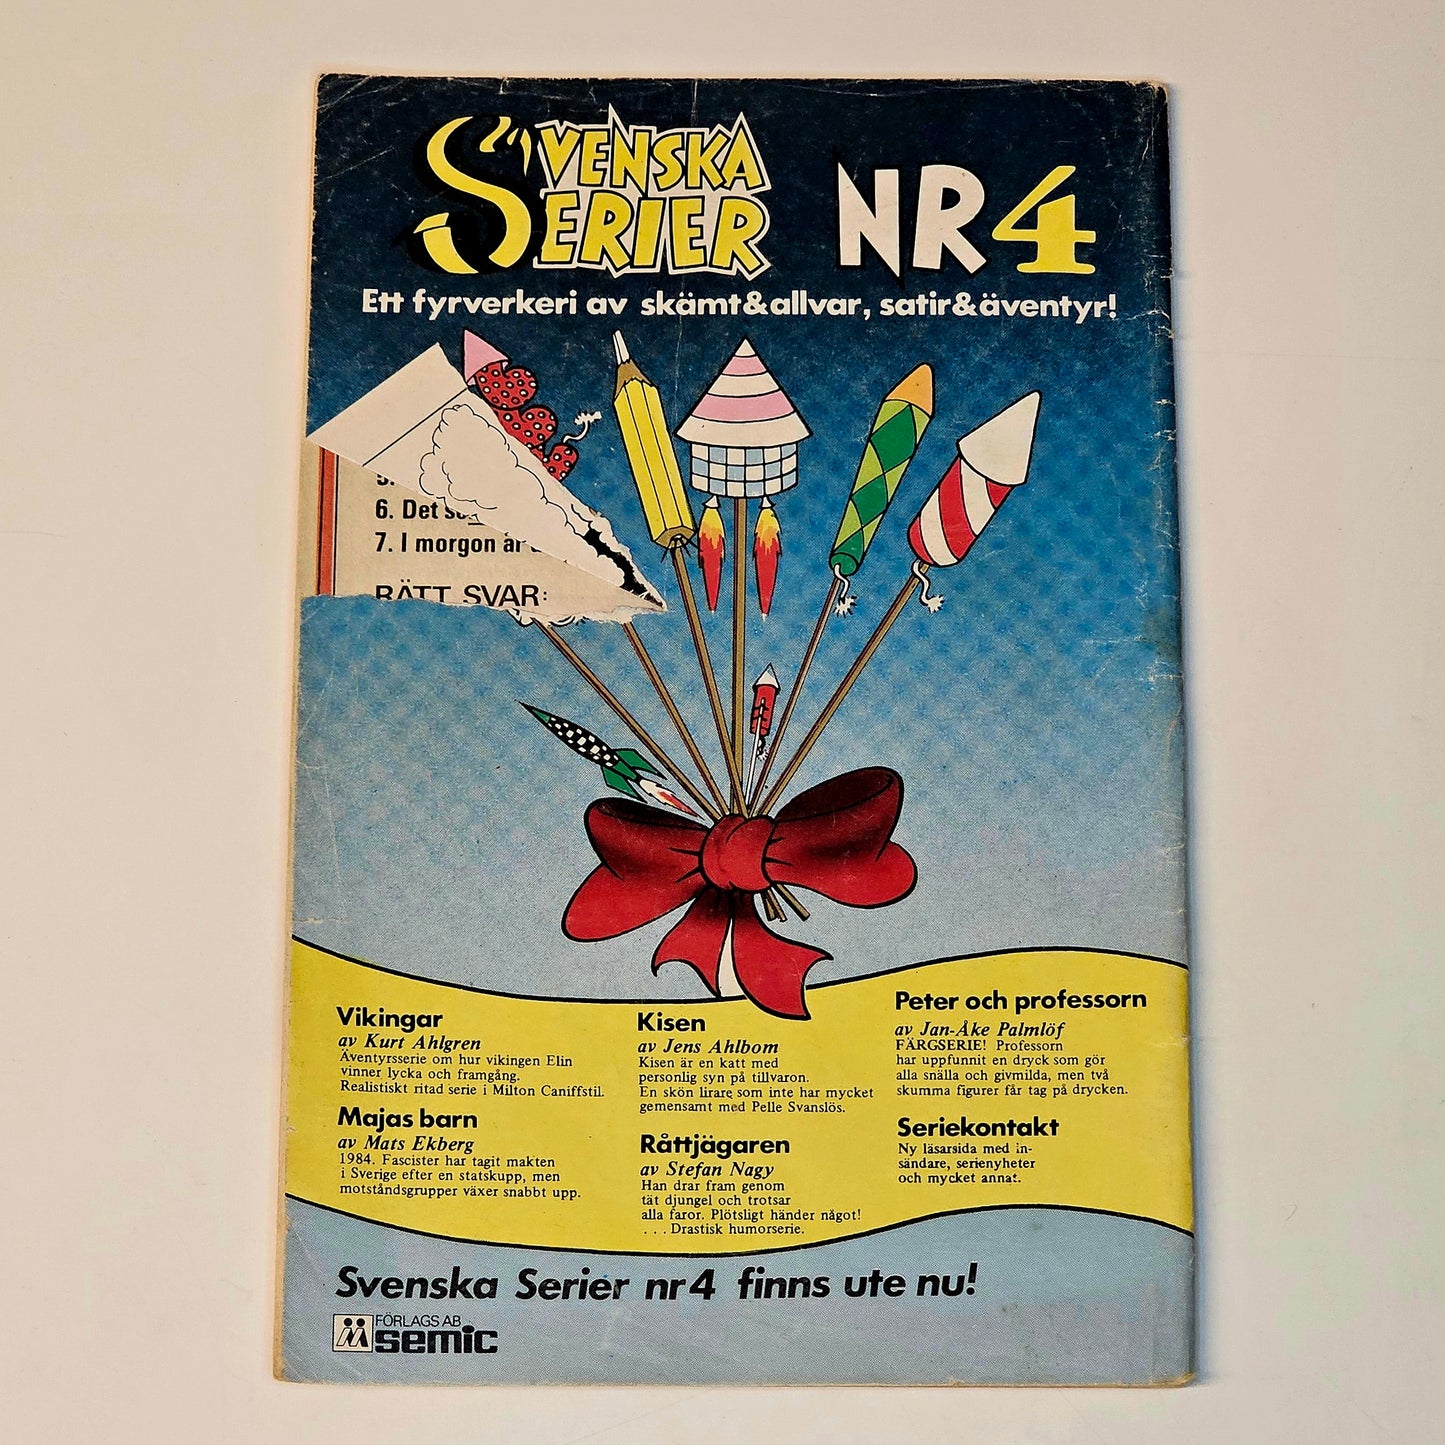 SVENSKA
SERIER NR 4
Ett fyrverkeri av skämt&allvar, satir&äventyr!
6. Det
7. I morgon är
RÄTT SVAR:
Vikingar
av Kurt Ahlgren
Äventyrsserie om hur vikingen Elin
vinner lycka och framgång.
Realistiskt ritad serie i Milton Caniffstil.
Majas barn
av Mats Ekberg
1984. Fascister har tagit makten
i Sverige efter en statskupp, men
motståndsgrupper växer snabbt upp.
Kisen
av Jens Ahlbom
Kisen är en katt med
personlig syn på tillvaron.
En skön lirare som inte har mycket
gemensamt med Pelle Svanslös.
Råttjägaren
av Stefan Nagy
Han drar fram genom
tät djungel och trotsar
alla faror. Plötsligt händer något!
. . . Drastisk humorserie.
Peter och professorn
av Jan-Åke Palmlöf
FÄRGSERIE! Professorn
har uppfunnit en dryck som gör
alla snälla och givmilda, men två
skumma figurer får tag på drycken.
Seriekontakt
Ny läsarsida med in-
sändare, serienyheter
och mycket annat.
Svenska Serier nr 4 finns ute nu!
FÖRLAGS AB
semic